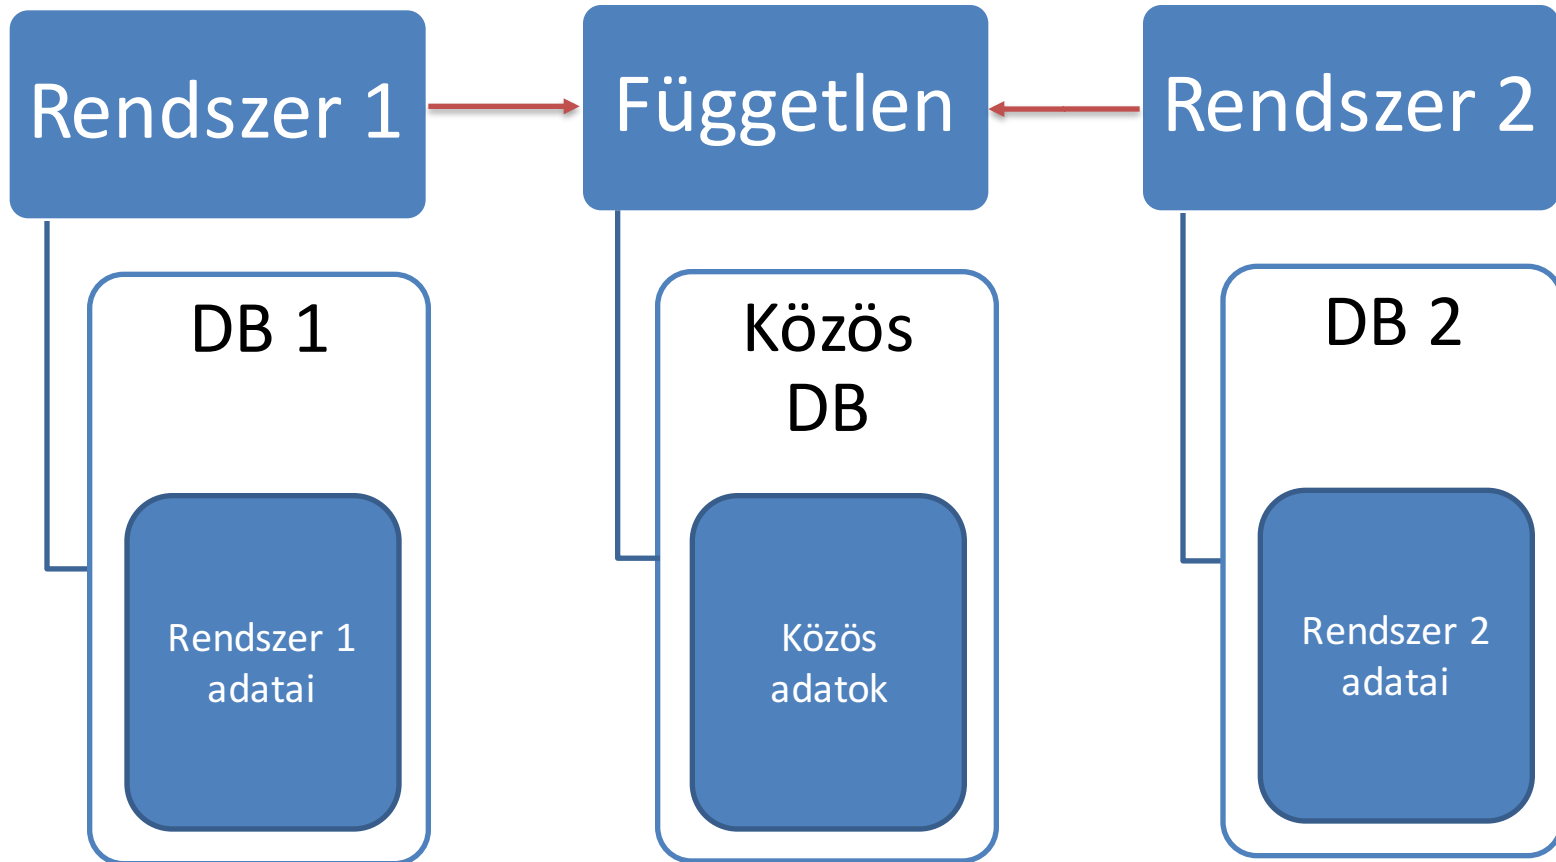 Rendszer 1
Független
Rendszer 2
DB 1
Közös
DB
DB 2
Rendszer 1
adatai
Közös
adatok
Rendszer 2
adatai